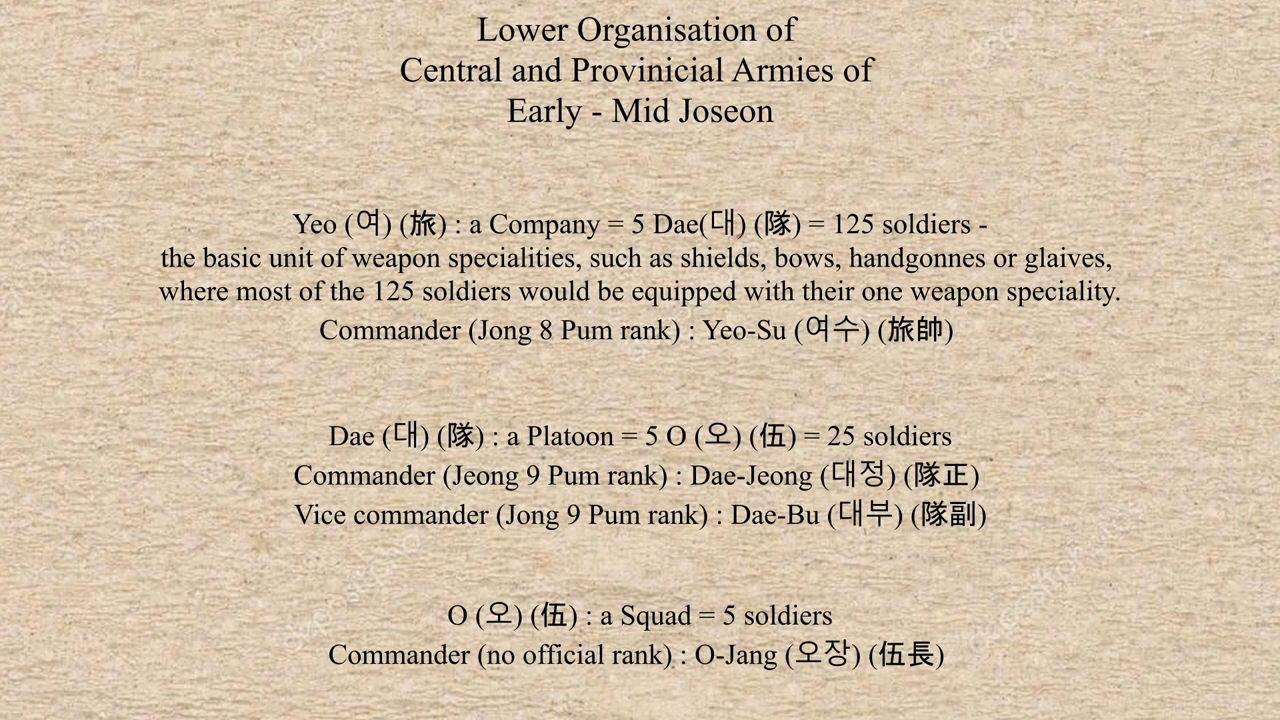 Lower Organisation of
Central and Provinicial Armies of
Early - Mid Joseon
Yeo (여) (旅) : a Company = 5 Dae(대) (隊) = 125 soldiers -
the basic unit of weapon specialities, such as shields, bows, handgonnes or glaives,
where most of the 125 soldiers would be equipped with their one weapon speciality.
Commander (Jong 8 Pum rank) : Yeo-Su (여수) (旅帥)
Dae (대) (隊) : a Platoon = 5 O (오) (伍) = 25 soldiers
Commander (Jeong 9 Pum rank) : Dae-Jeong (대정) (隊正)
Vice commander (Jong 9 Pum rank) : Dae-Bu (대부) (隊副)
O (오) (伍) : a Squad = 5 soldiers
Commander (no official rank) : O-Jang (오장) (伍長)